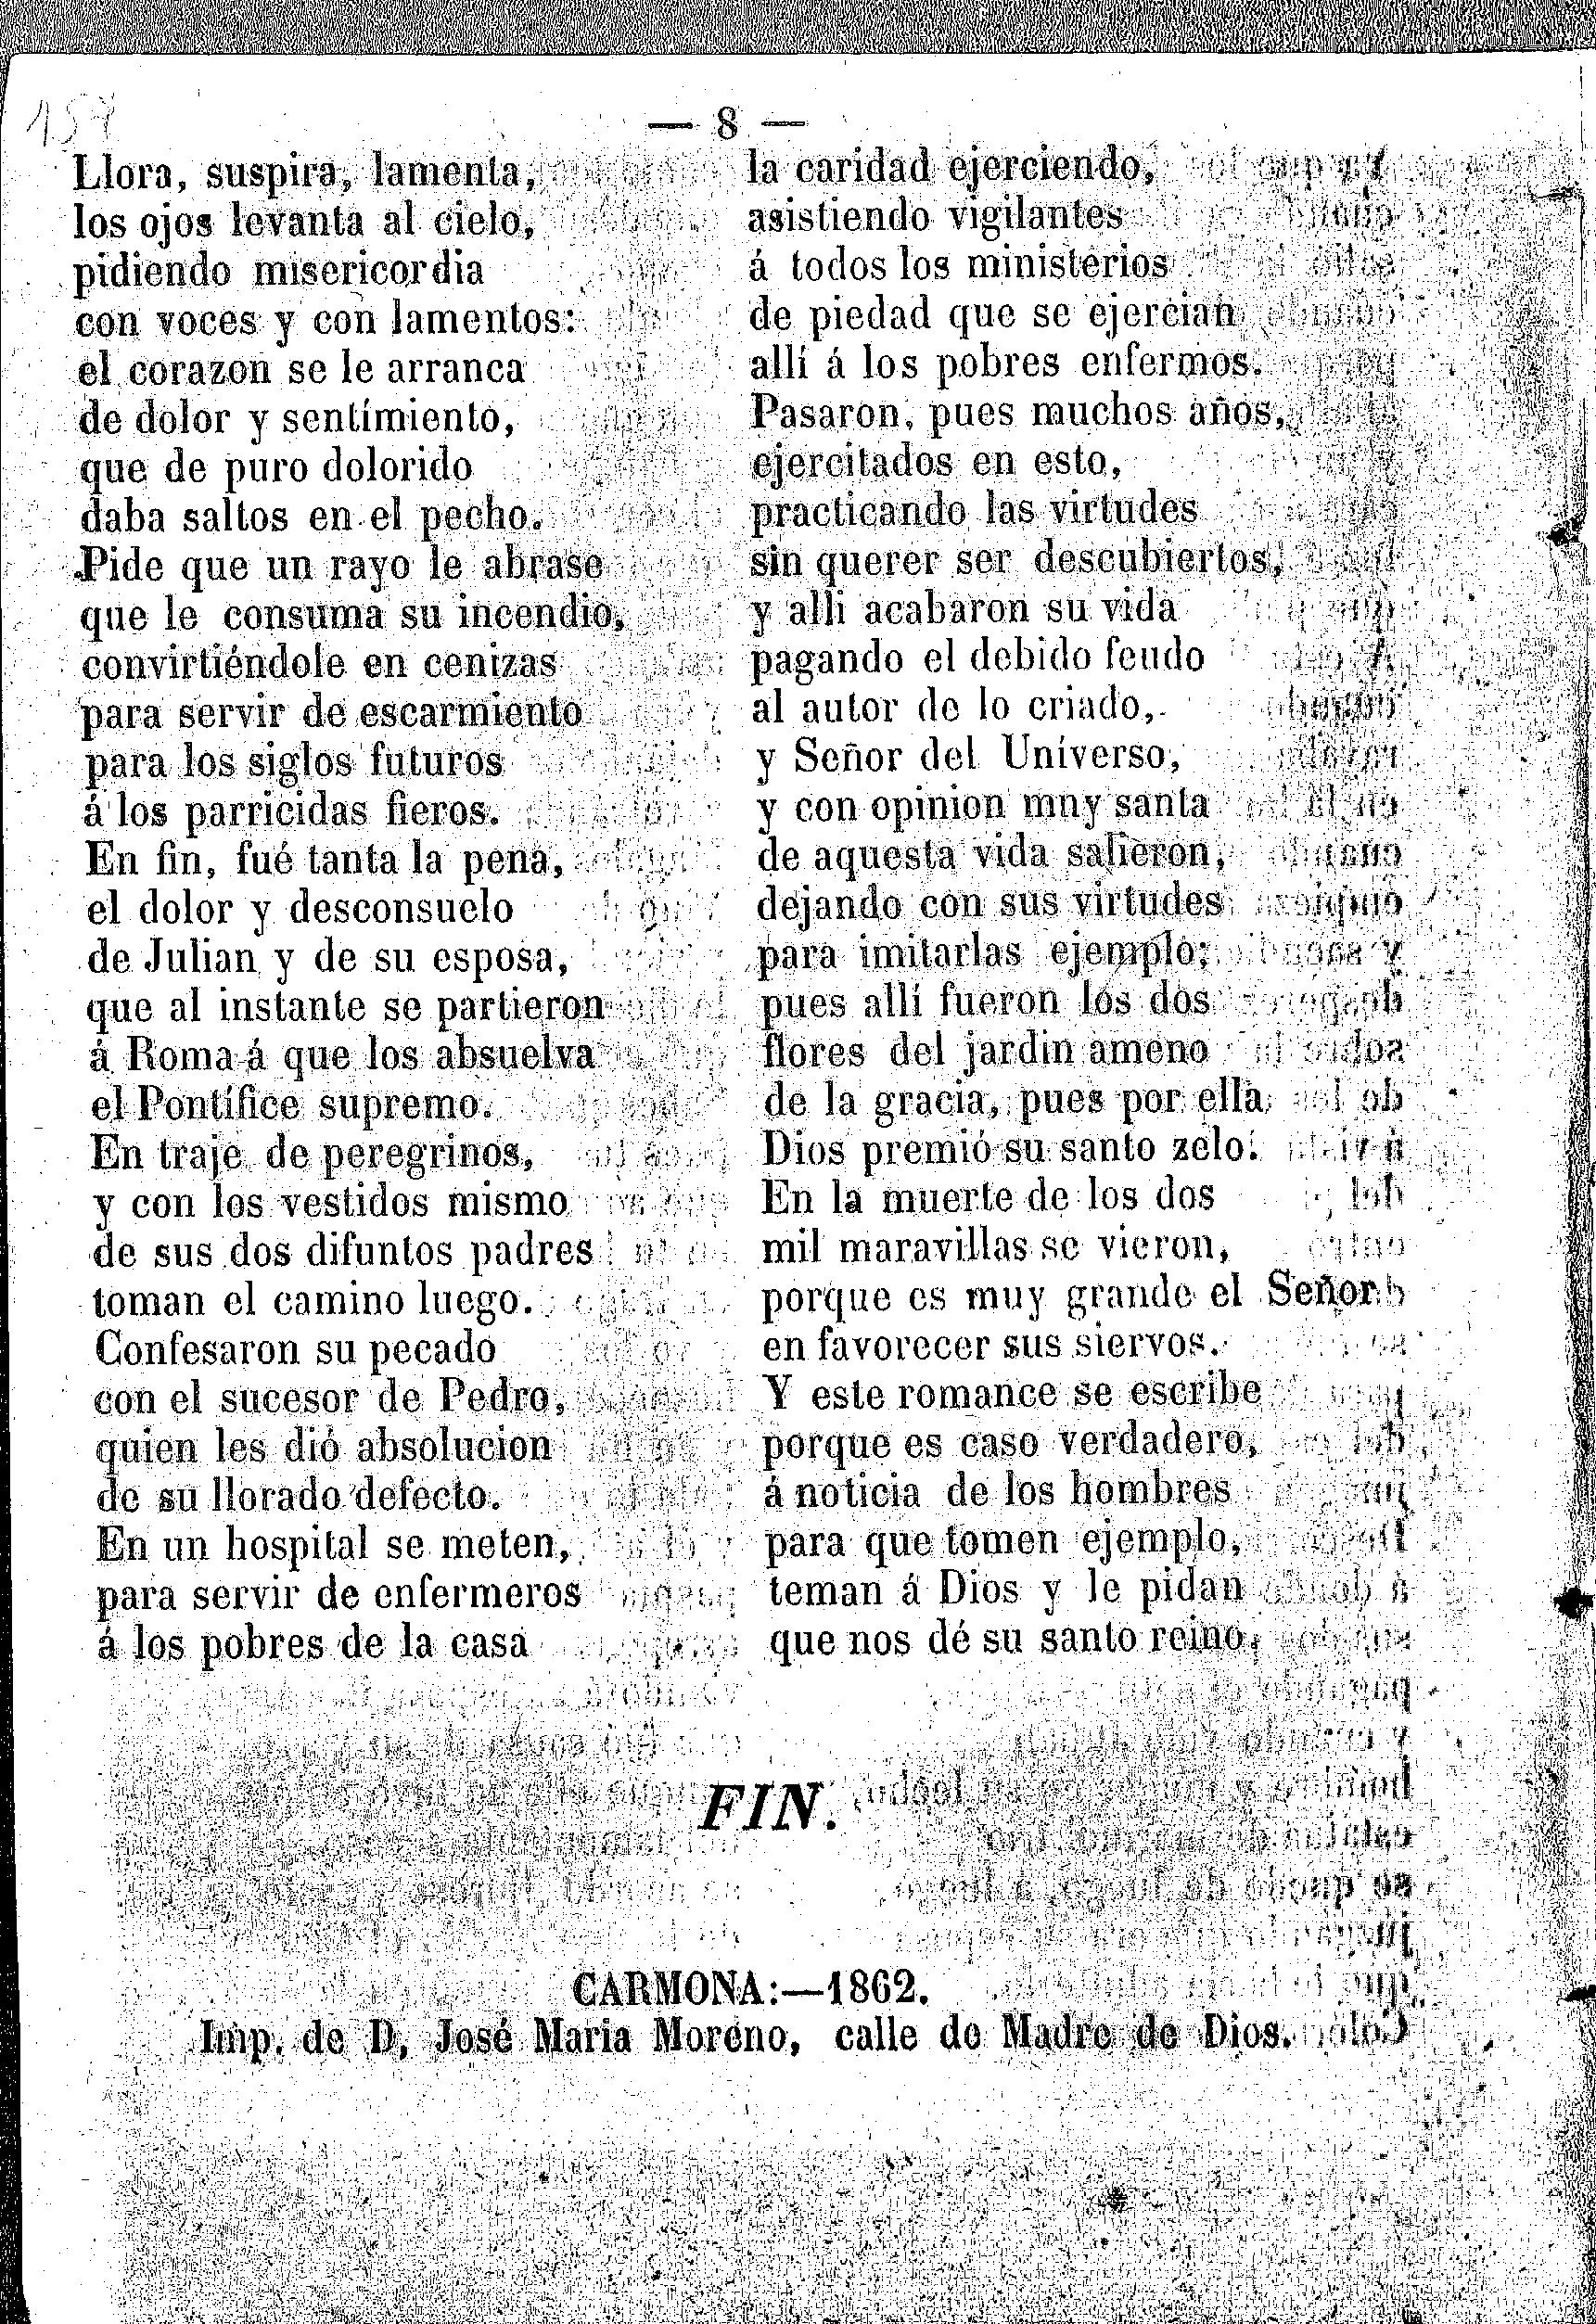 — 8 —
Llora, suspira, lamenta,
los ojos levanta al cielo,
pidiendo misericordia
con voces y con lamentos:
el corazon se le arranca
de dolor y sentímiento,
que de puro dolorido
daba saltos en el pecho.
Pide que un rayo le abrase
que le consuma su incendio,
convirtiéndole en cenizas
para servir de escarmiento
para los siglos futuros
á los parricidas fieros.
En fin, fué tanta la pena,
el dolor y desconsuelo
de Julian y de su esposa,
que al instante se partieron
á Roma á que los absuelva
el Pontífice supremo.
En traje de peregrinos,
y con los vestidos mismo
de sus dos difuntos padres
toman el camino luego.
Confesaron su pecado
con el sucesor de Pedro,
quien les dió absolucion
de su llorado defecto.
En un hospital se meten,
para servir de enfermeros
á los pobres de la casa
la caridad ejerciendo,
asistiendo vigilantes
á todos los ministerios
de piedad que se ejercian
allí á los pobres enfermos.
Pasaron, pues muchos años,
ejercitados en esto,
practicando las virtudes
sin querer ser descubiertos,
y alli acabaron su vida
pagando el debido feudo
al autor de lo criado,
y Señor del Uníverso,
y con opinion mny santa
de aquesta vida salieron,
dejando con sus virtudes
para imitarlas ejemplo;
pues allí fueron los dos
flores del jardin ameno
de la gracia, pues por ella
Dios premió su santo zelo.
En la muerte de los dos
mil maravillas se vieron,
porque es muy grande el Señor
en favorecer sus siervos.
Y este romance se escribe
porque es caso verdadero,
á noticia de los hombres
para que tomen ejemplo,
teman á Dios y le pidan
que nos dé su santo reino.
FIN.
CARMONA:—1862.
Imp. de D, José Maria Moreno, calle de Madre de Dios.